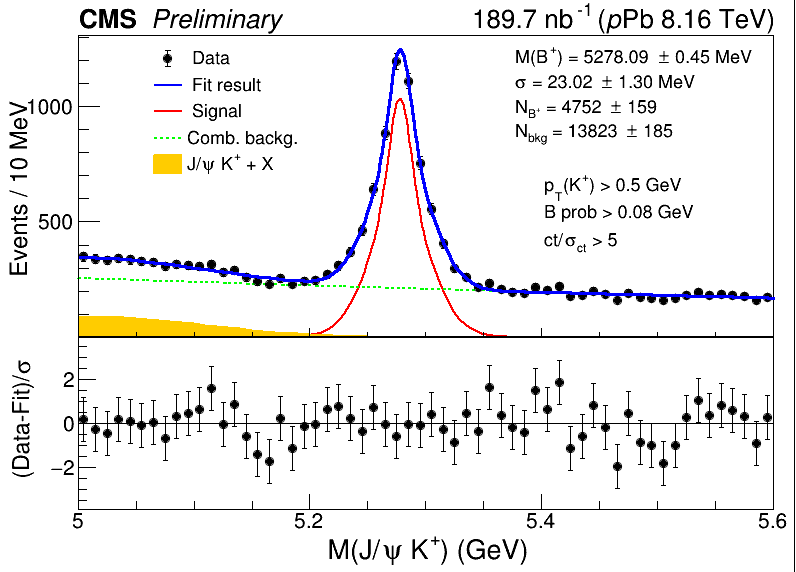 CMS Preliminary 189.7 nb⁻¹ (pPb 8.16 TeV)
Events / 10 MeV
1000
500
Data
Fit result
Signal
Comb. backg.
J/ψ K⁺ + X
M(B⁺) = 5278.09 ± 0.45 MeV
σ = 23.02 ± 1.30 MeV
N_B⁺ = 4752 ± 159
N_bkg = 13823 ± 185
p_T(K⁺) > 0.5 GeV
B prob > 0.08 GeV
ct/σ_ct > 5
(Data-Fit)/σ
2
0
−2
5 5.2 5.4 5.6
M(J/ψ K⁺) (GeV)